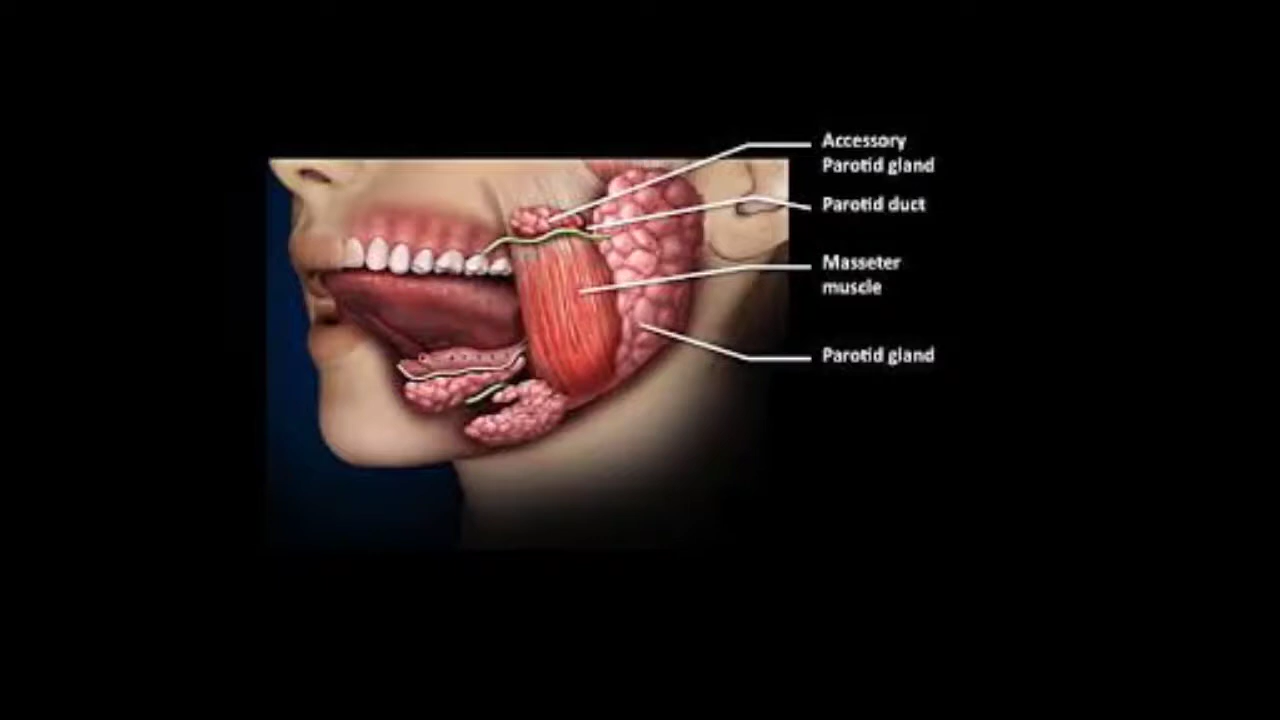 Accessory
Parotid gland
Parotid duct
Masseter
muscle
Parotid gland